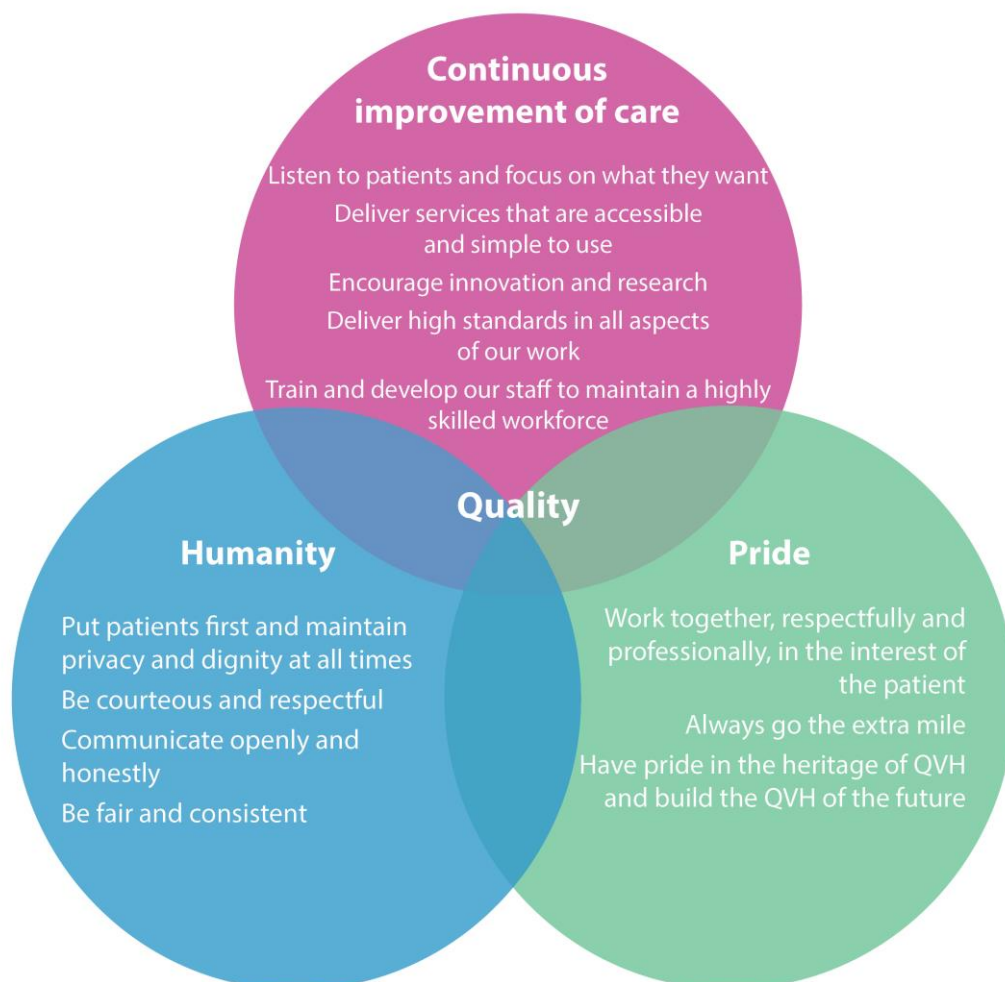 Continuous
improvement of care
Listen to patients and focus on what they want
Deliver services that are accessible
and simple to use
Encourage innovation and research
Deliver high standards in all aspects
of our work
Train and develop our staff to maintain a highly
skilled workforce
Quality
Humanity
Put patients first and maintain
privacy and dignity at all times
Be courteous and respectful
Communicate openly and
honestly
Be fair and consistent
Pride
Work together, respectfully and
professionally, in the interest of
the patient
Always go the extra mile
Have pride in the heritage of QVH
and build the QVH of the future